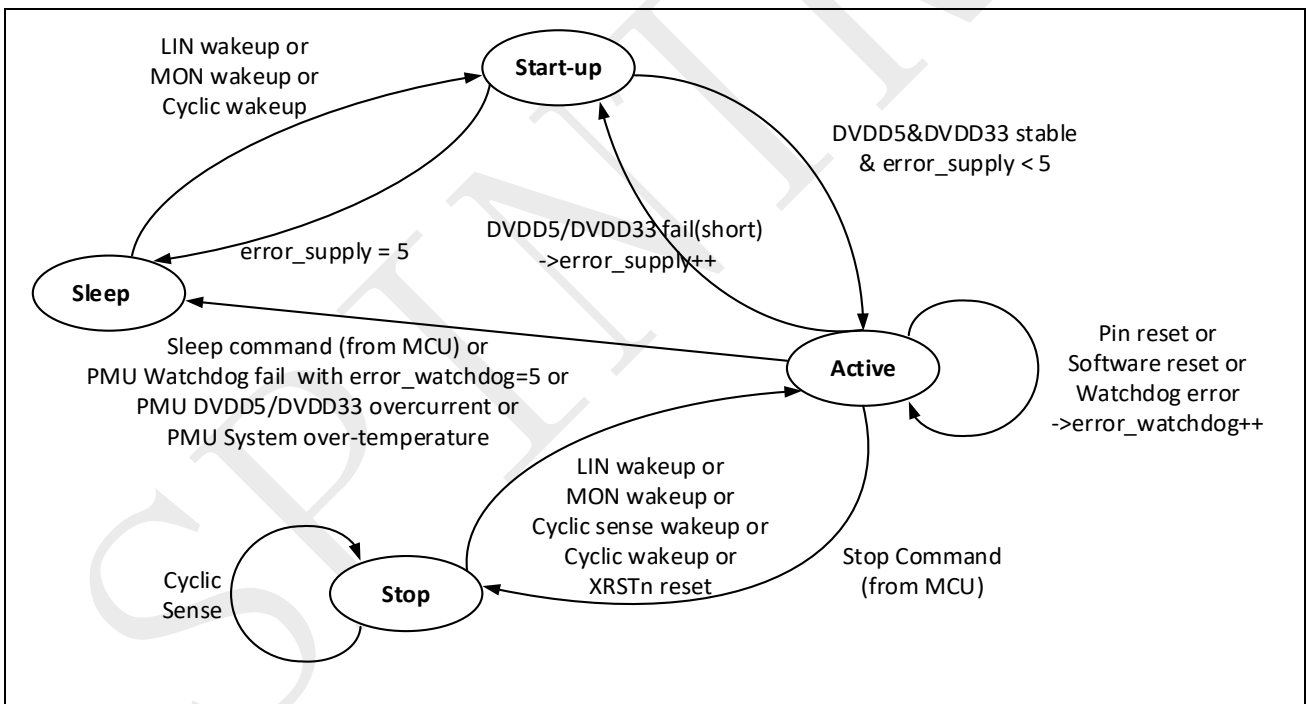 LIN wakeup or
MON wakeup or
Cyclic wakeup
Start-up
DVDD5&DVDD33 stable
& error_supply < 5
DVDD5/DVDD33 fail(short)
->error_supply++
error_supply = 5
Sleep
Sleep command (from MCU) or
PMU Watchdog fail with error_watchdog=5 or
PMU DVDD5/DVDD33 overcurrent or
PMU System over-temperature
Active
Pin reset or
Software reset or
Watchdog error
->error_watchdog++
LIN wakeup or
MON wakeup or
Cyclic sense wakeup or
Cyclic wakeup or
XRSTn reset
Stop Command
(from MCU)
Cyclic
Sense
Stop
SPIN